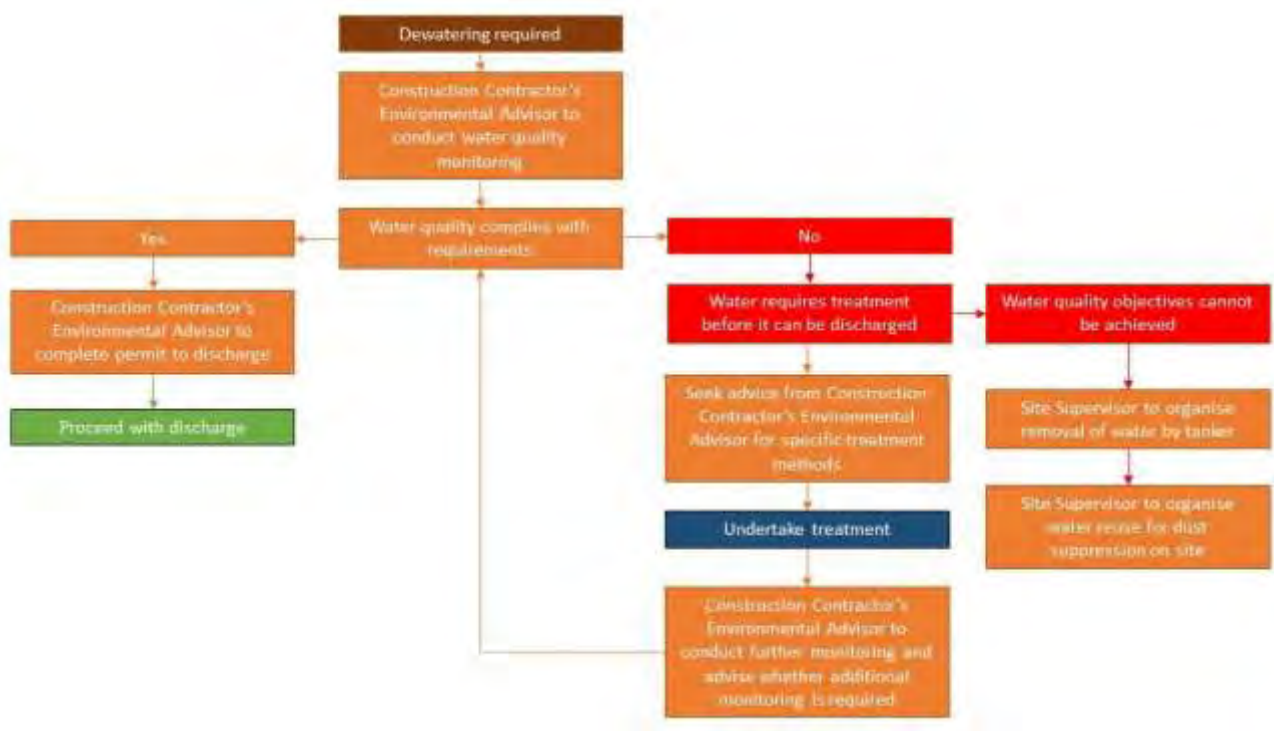 Dewatering required
Construction Contractor's
Environmental Advisor to
conduct water quality
monitoring
Water quality complies with
requirements
Yes
Construction Contractor's
Environmental Advisor to
complete permit to discharge
Proceed with discharge
No
Water requires treatment
before it can be discharged
Seek advice from Construction
Contractor's Environmental
Advisor for specific treatment
methods
Undertake treatment
Construction Contractor's
Environmental Advisor to
conduct further monitoring and
advise whether additional
monitoring is required
Water quality objectives cannot
be achieved
Site Supervisor to organise
removal of water by tanker
Site Supervisor to organise
water reuse for dust
suppression on site